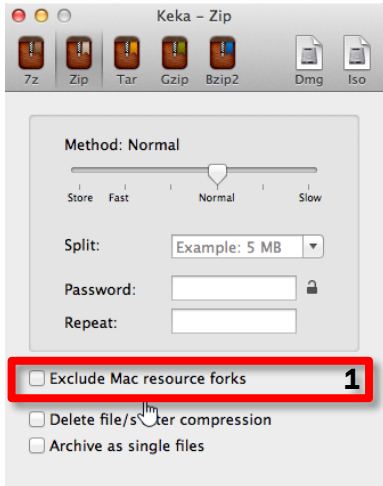 Keka – Zip
7z Zip Tar Gzip Bzip2 Dmg Iso
Method: Normal
Store Fast Normal Slow
Split: Example: 5 MB
Password:
Repeat:
Exclude Mac resource forks 1
Delete file/s ter compression
Archive as single files